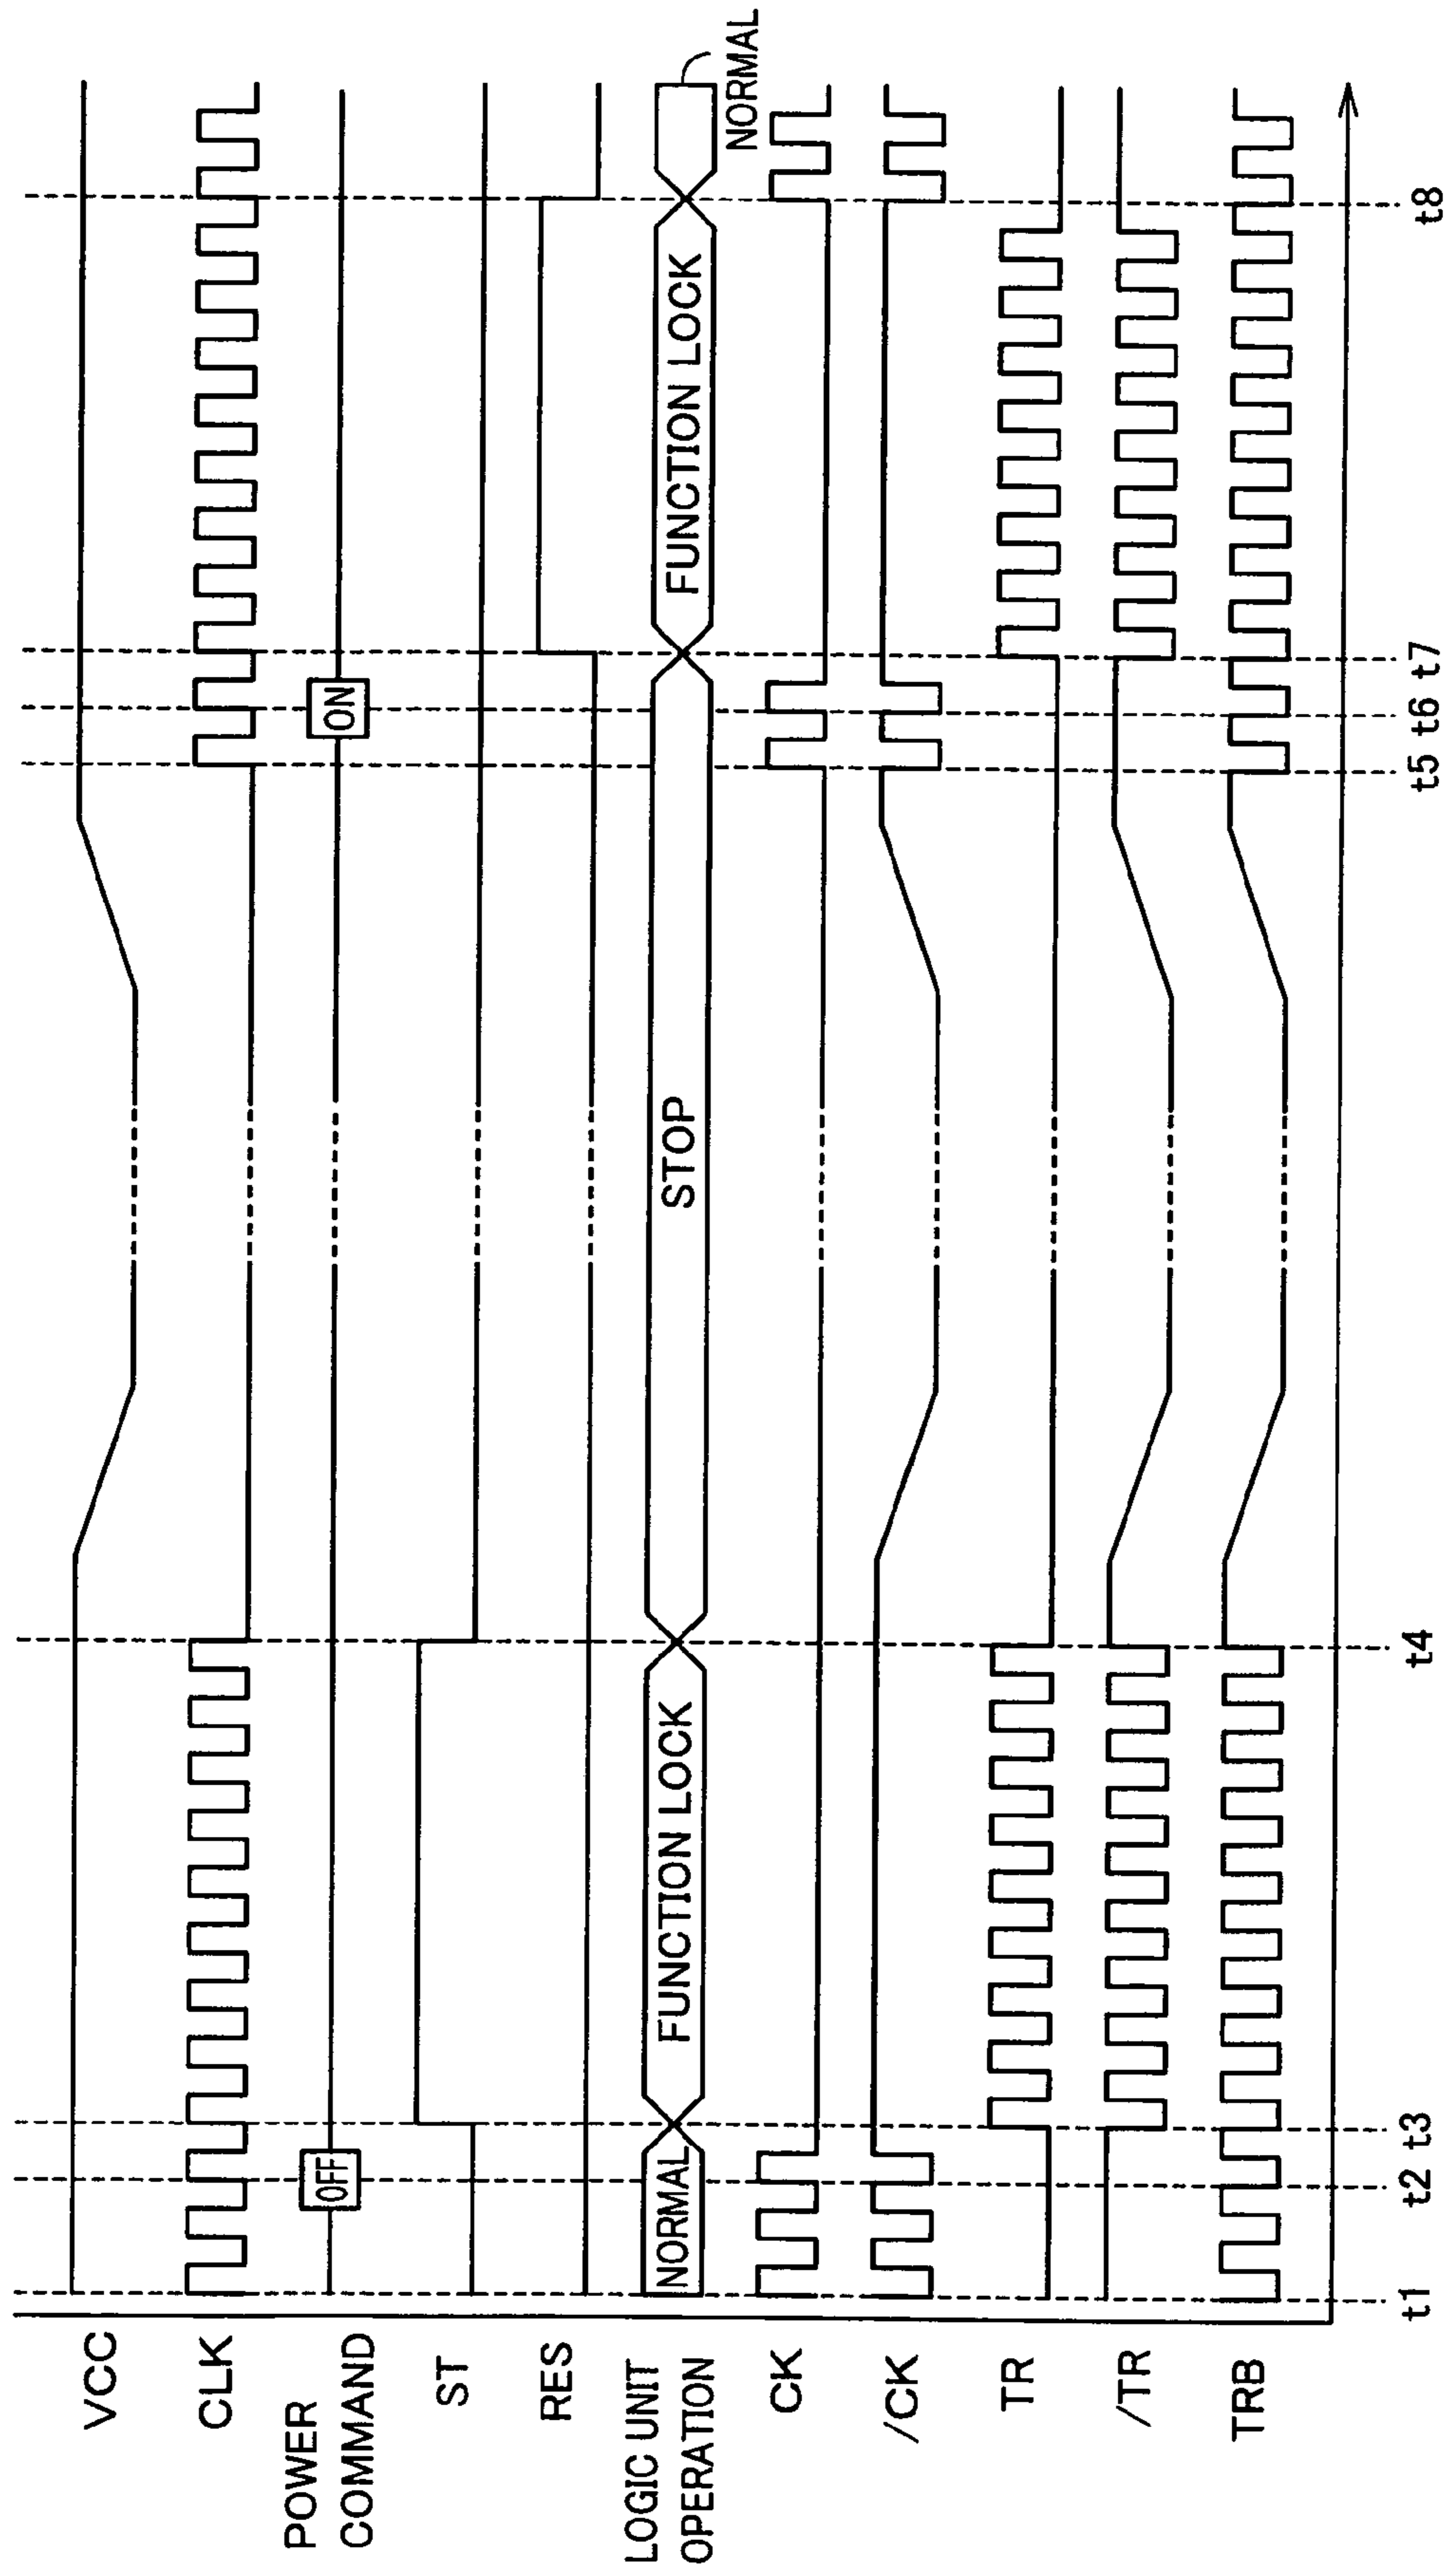 VCC
CLK
POWER
COMMAND
OFF
ON
ST
RES
LOGIC UNIT
OPERATION
NORMAL
FUNCTION LOCK
STOP
FUNCTION LOCK
NORMAL
CK
/CK
TR
/TR
TRB
t1 t2 t3 t4 t5 t6 t7 t8